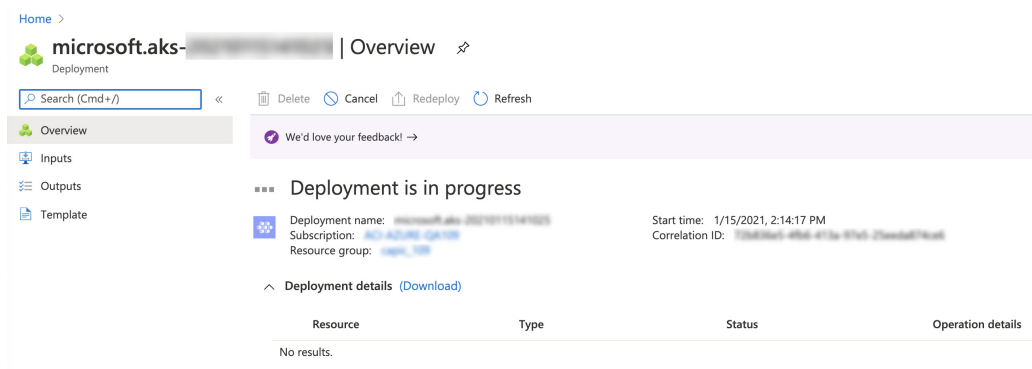 Home >
microsoft.aks- | Overview
Deployment
Search (Cmd+/)
«
Delete
Cancel
Redeploy
Refresh
Overview
Inputs
Outputs
Template
We'd love your feedback! →
Deployment is in progress
Deployment name:
Subscription:
Resource group:
Start time: 1/15/2021, 2:14:17 PM
Correlation ID:
Deployment details (Download)
Resource Type Status Operation details
No results.